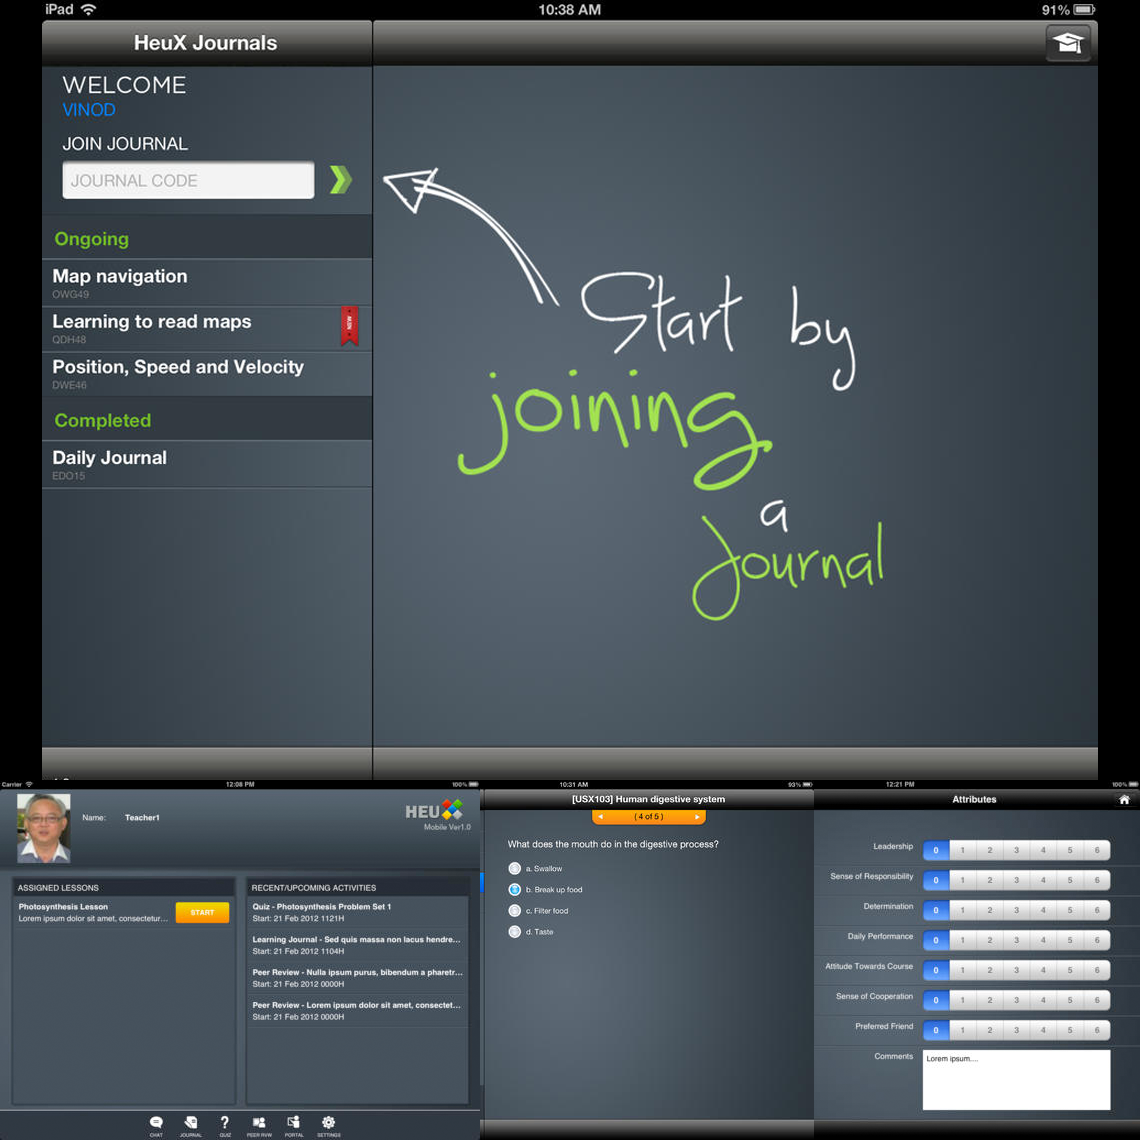 iPad 10:38 AM 91%
HeuX Journals
WELCOME
VINOD
JOIN JOURNAL
JOURNAL CODE
Ongoing
Map navigation
OWG49
Learning to read maps
QDH48
Position, Speed and Velocity
DWE46
Completed
Daily Journal
EDO15
Start by
joining
a
Journal
Carrier 12:08 PM 100%
Name: Teacher1
HEU
Mobile Ver1.0
ASSIGNED LESSONS
Photosynthesis Lesson
Lorem ipsum dolor sit amet, consectetur...
START
RECENT/UPCOMING ACTIVITIES
Quiz - Photosynthesis Problem Set 1
Start: 21 Feb 2012 1121H
Learning Journal - Sed quis massa non lacus hendre...
Start: 21 Feb 2012 1104H
Peer Review - Nulla ipsum purus, bibendum a pharetr...
Start: 21 Feb 2012 0000H
Peer Review - Lorem ipsum dolor sit amet, consectet...
Start: 21 Feb 2012 0000H
CHAT JOURNAL QUIZ PEER RVW PORTAL SETTINGS
10:31 AM 93%
[USX103] Human digestive system
( 4 of 5 )
What does the mouth do in the digestive process?
a. Swallow
b. Break up food
c. Filter food
d. Taste
12:21 PM 100%
Attributes
Leadership 0 1 2 3 4 5 6
Sense of Responsibility 0 1 2 3 4 5 6
Determination 0 1 2 3 4 5 6
Daily Performance 0 1 2 3 4 5 6
Attitude Towards Course 0 1 2 3 4 5 6
Sense of Cooperation 0 1 2 3 4 5 6
Preferred Friend 0 1 2 3 4 5 6
Comments
Lorem ipsum....